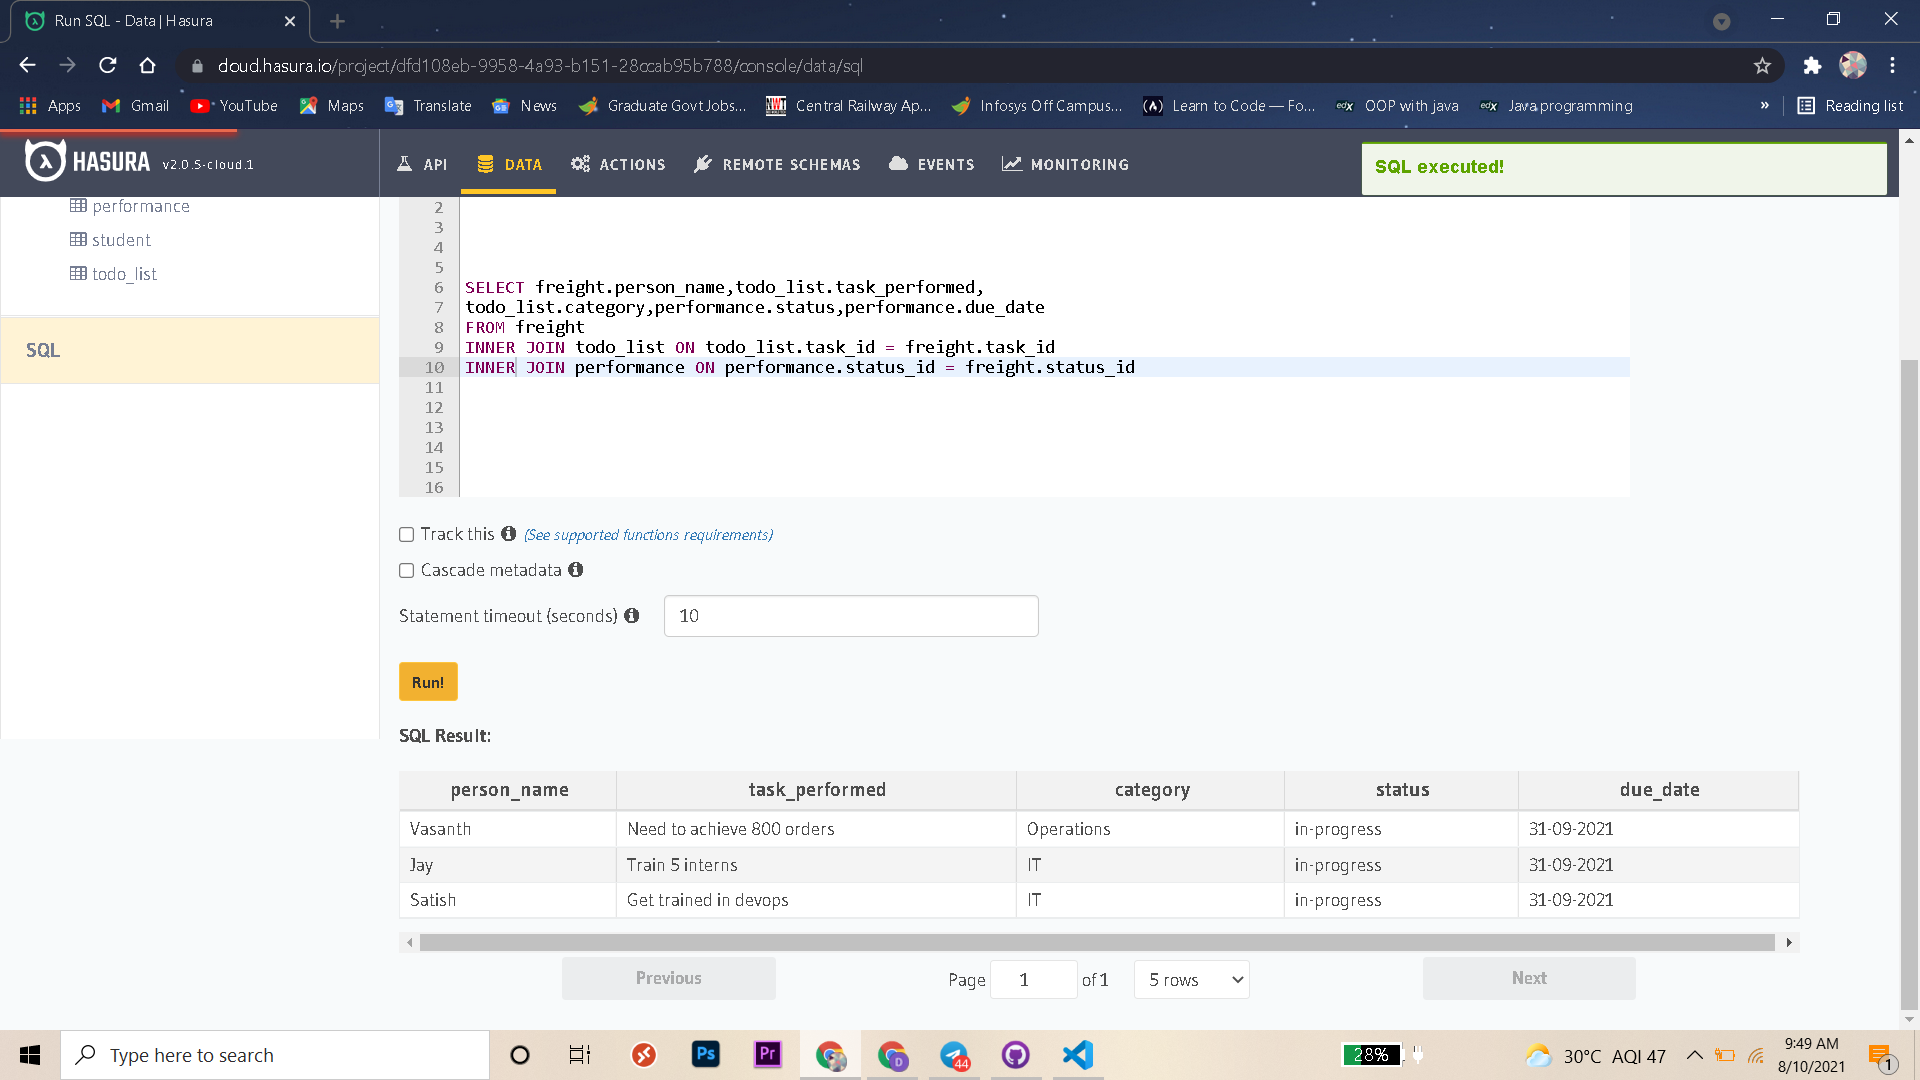 Run SQL - Data | Hasura
cloud.hasura.io/project/dfd108eb-9958-4a93-b151-28ccab95b788/console/data/sql
Apps Gmail YouTube Maps Translate News Graduate Govt Jobs... Central Railway Ap... Infosys Off Campus... Learn to Code — Fo... OOP with java Java programming » Reading list
HASURA v2.0.5-cloud.1 API DATA ACTIONS REMOTE SCHEMAS EVENTS MONITORING
SQL executed!
performance
student
todo_list
SQL
2
3
4
5
6 SELECT freight.person_name,todo_list.task_performed,
7 todo_list.category,performance.status,performance.due_date
8 FROM freight
9 INNER JOIN todo_list ON todo_list.task_id = freight.task_id
10 INNER JOIN performance ON performance.status_id = freight.status_id
11
12
13
14
15
16
Track this (See supported functions requirements)
Cascade metadata
Statement timeout (seconds) 10
Run!
SQL Result:
person_name task_performed category status due_date
Vasanth Need to achieve 800 orders Operations in-progress 31-09-2021
Jay Train 5 interns IT in-progress 31-09-2021
Satish Get trained in devops IT in-progress 31-09-2021
Previous Page 1 of 1 5 rows Next
Type here to search Ps Pr D 44 28% 30°C AQI 47 9:49 AM
8/10/2021 1